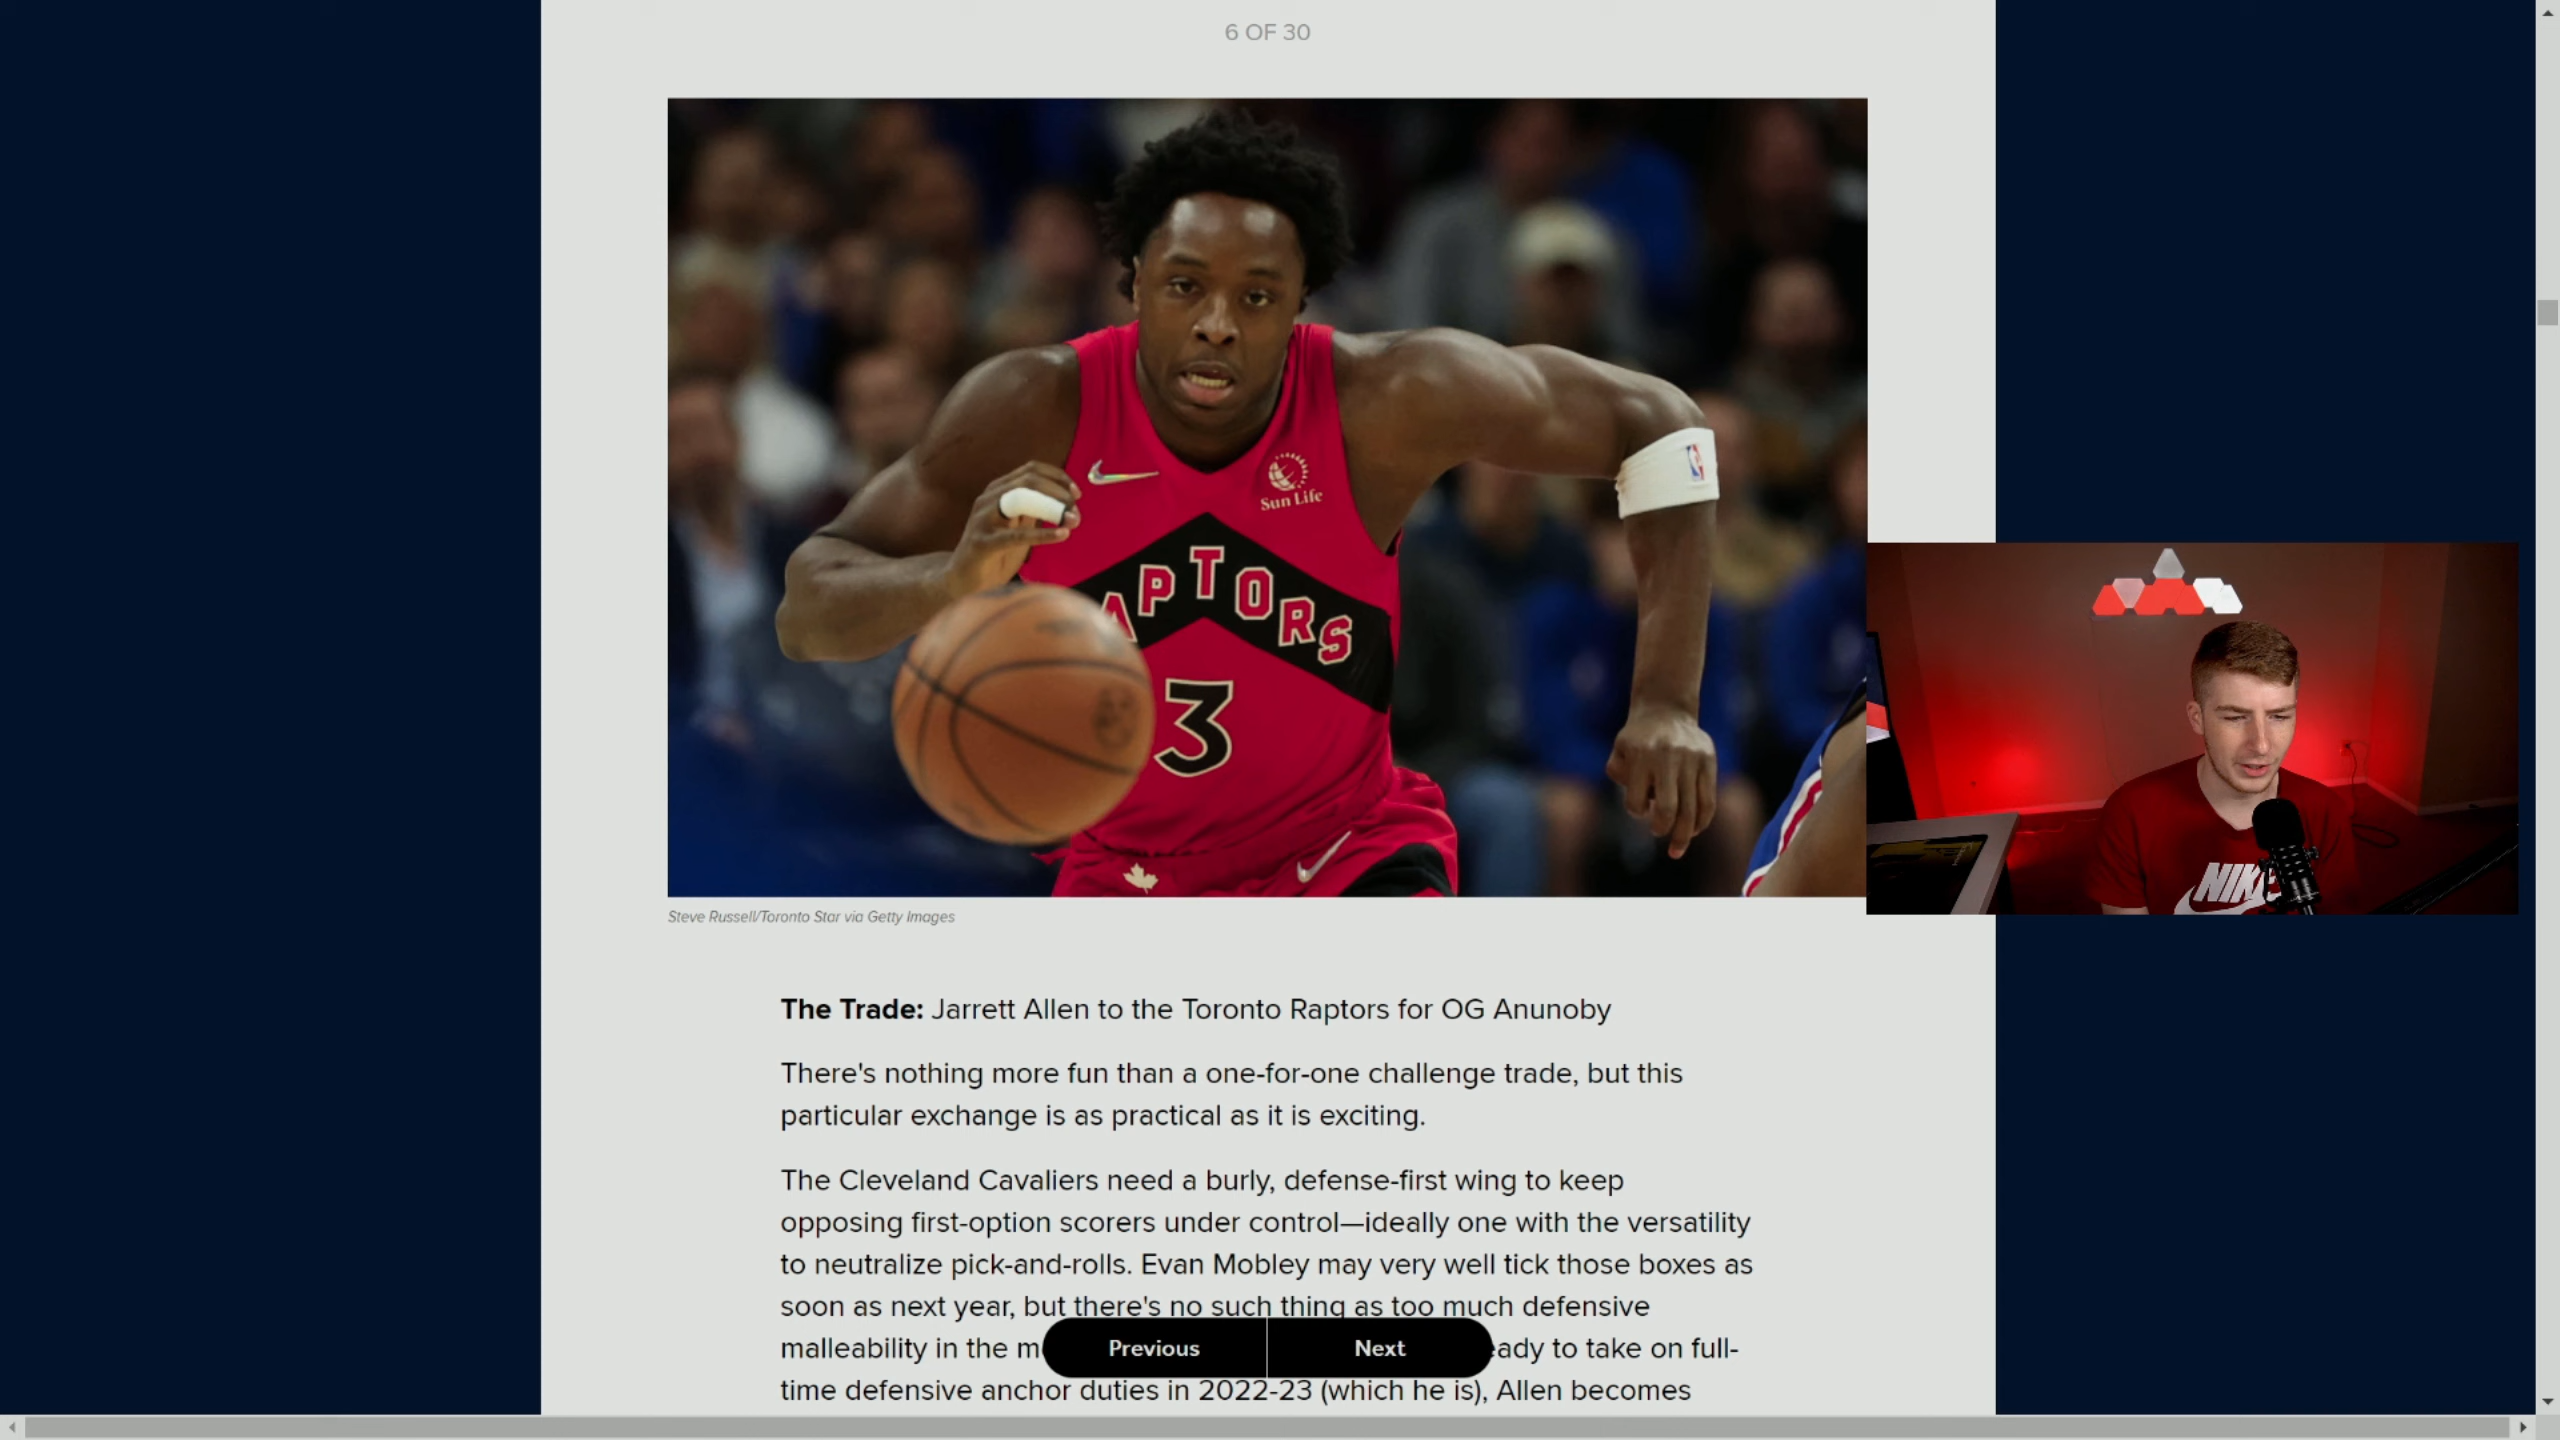 6 OF 30
Sun Life
APTORS
3
NIKE
Steve Russell/Toronto Star via Getty Images
The Trade: Jarrett Allen to the Toronto Raptors for OG Anunoby
There's nothing more fun than a one-for-one challenge trade, but this
particular exchange is as practical as it is exciting.
The Cleveland Cavaliers need a burly, defense-first wing to keep
opposing first-option scorers under control—ideally one with the versatility
to neutralize pick-and-rolls. Evan Mobley may very well tick those boxes as
soon as next year, but there's no such thing as too much defensive
malleability in the to take on full-
Previous Next
time defensive anchor duties in 2022-23 (which he is), Allen becomes